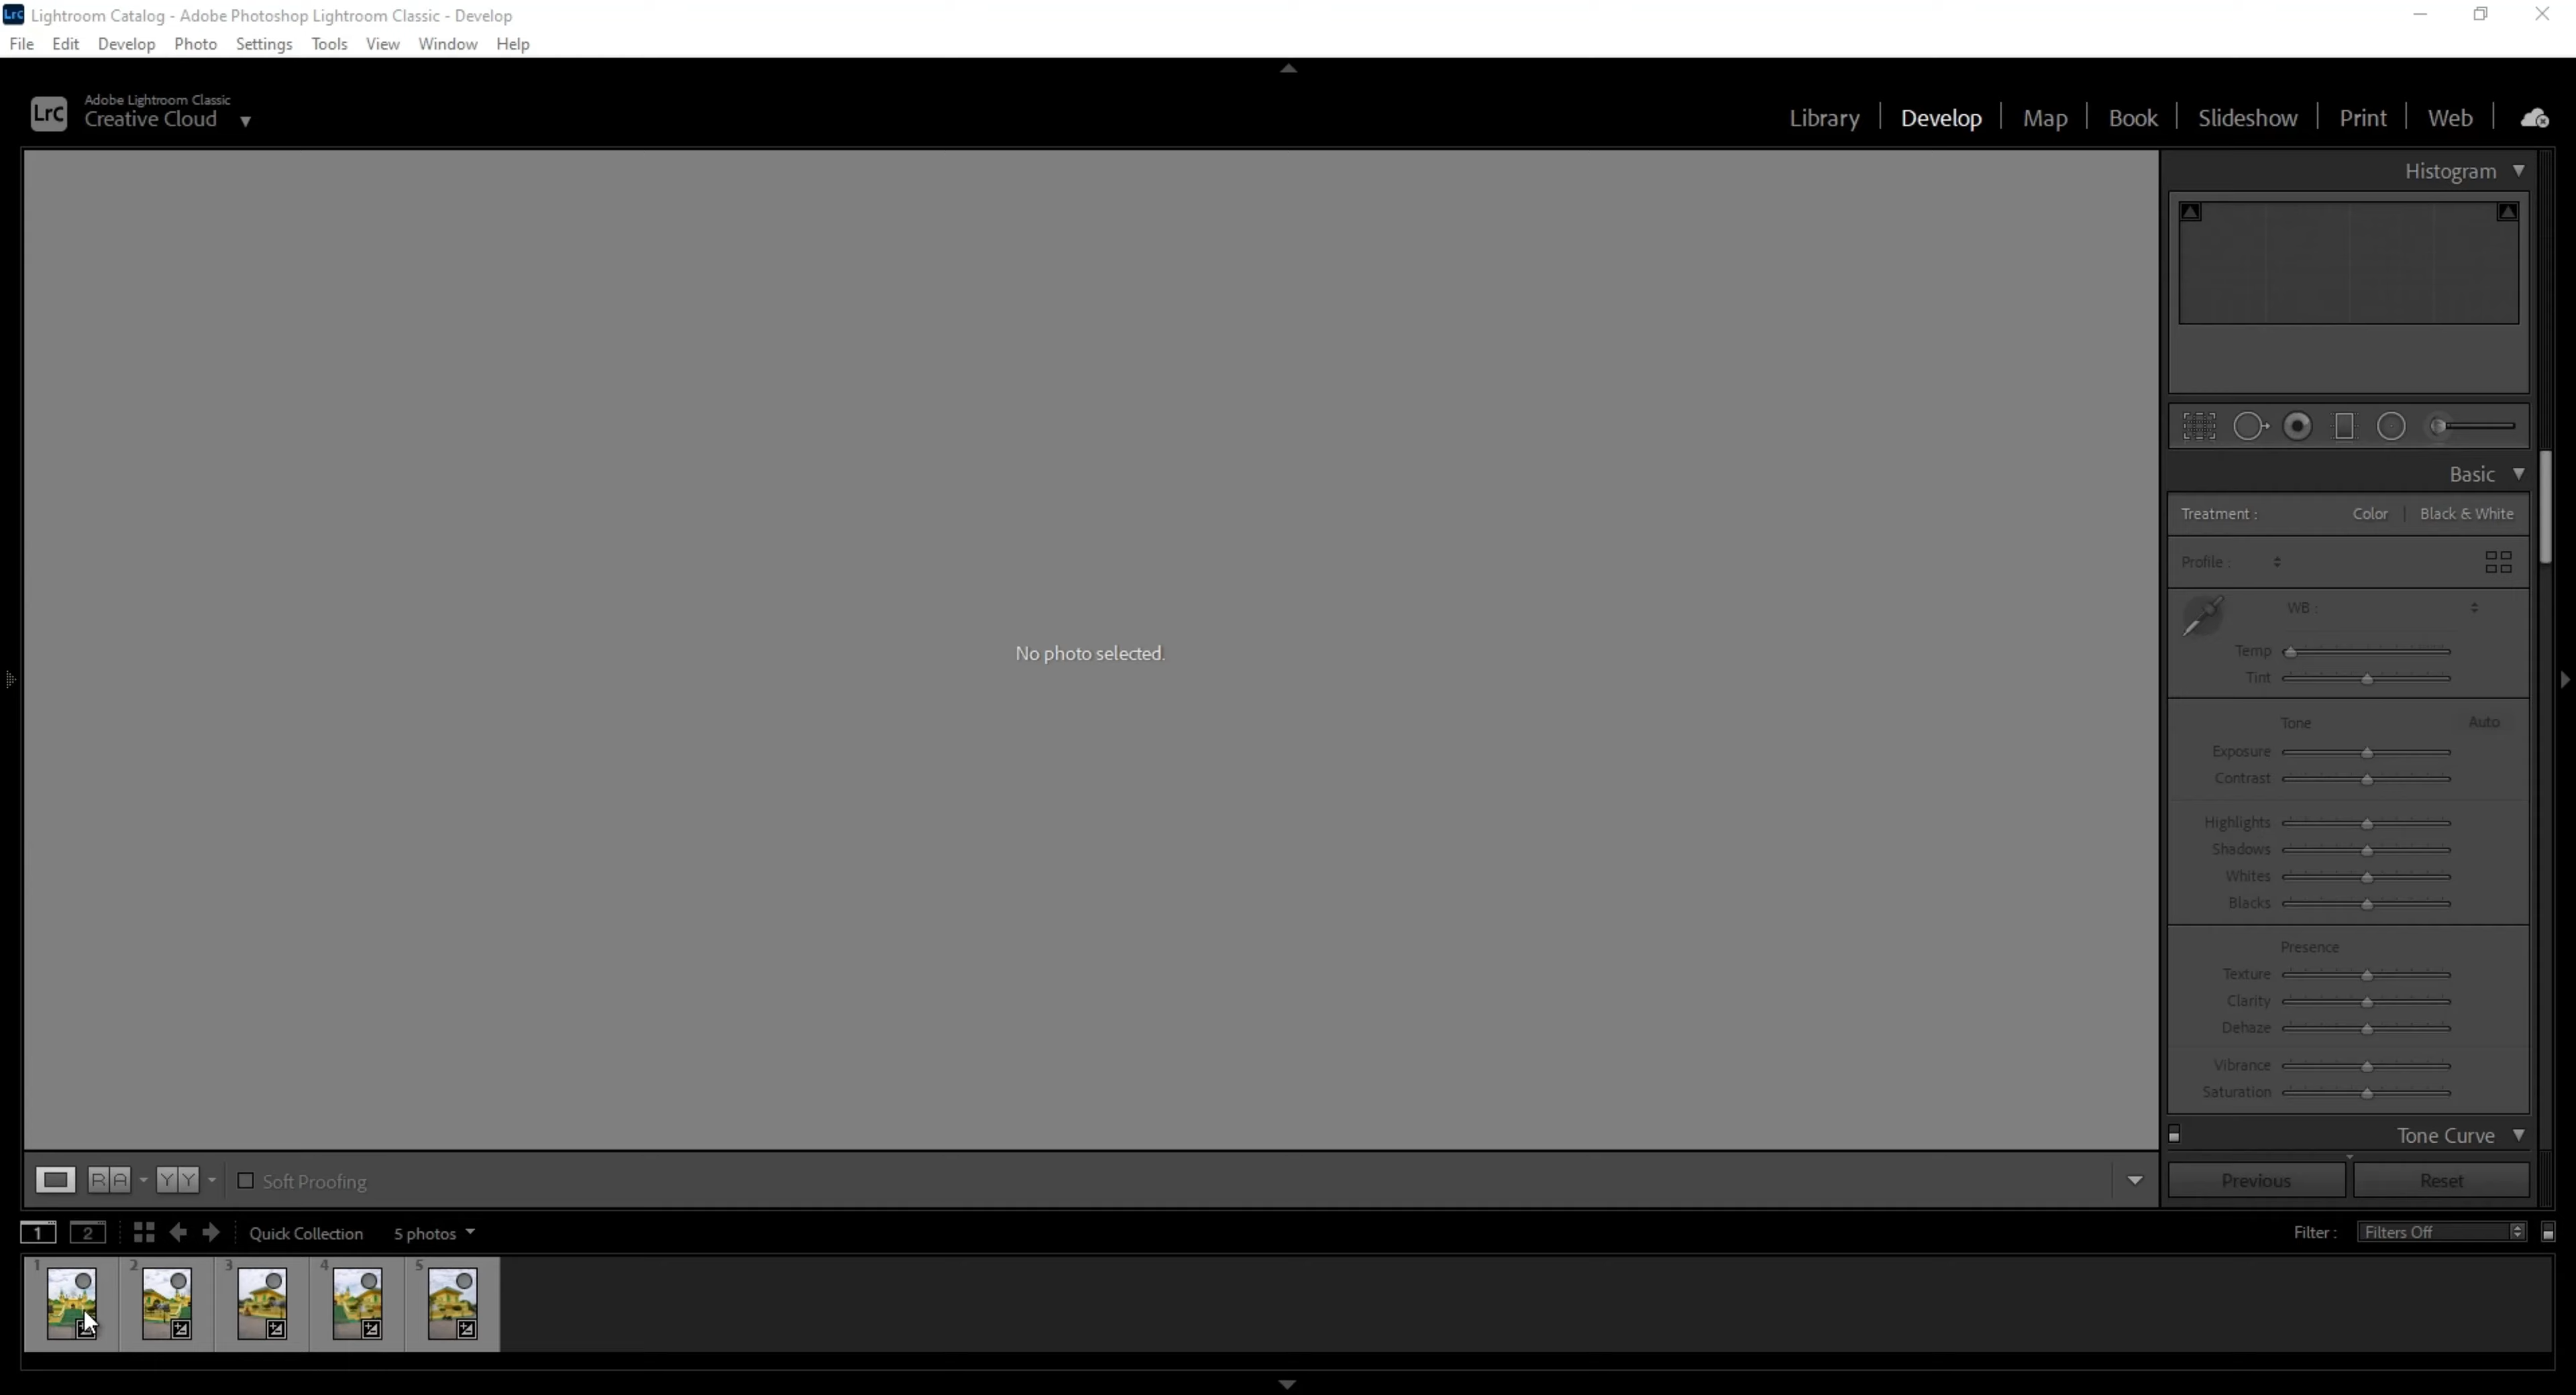 Lrc Lightroom Catalog - Adobe Photoshop Lightroom Classic - Develop
File Edit Develop Photo Settings Tools View Window Help
Lrc Adobe Lightroom Classic
Creative Cloud
Library Develop Map Book Slideshow Print Web
Histogram
Basic
Treatment : Color Black & White
Profile :
WB :
Temp
Tint
Tone Auto
Exposure
Contrast
Highlights
Shadows
Whites
Blacks
Presence
Texture
Clarity
Dehaze
Vibrance
Saturation
Tone Curve
No photo selected.
R A Y Y Soft Proofing
Previous Reset
1 2 Quick Collection 5 photos Filter : Filters Off
1 2 3 4 5